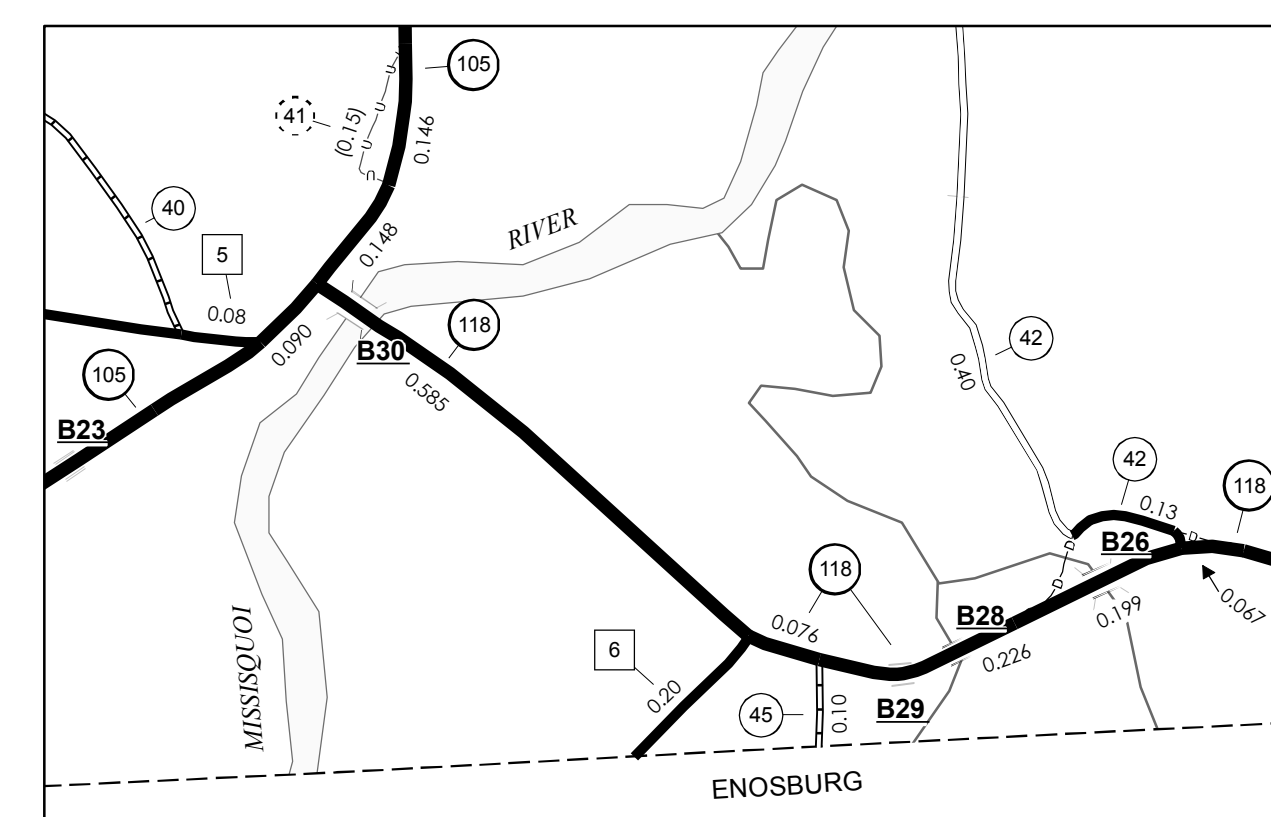 105
41
(0.15)
U
U
U
U
0.146
40
5
0.148
RIVER
0.08
118
0.090
B30
105
0.585
42
0.40
B23
42
118
0.13
D
D
B26
118
D
0.067
B28
0.199
0.076
6
0.226
0.20
45
0.10
B29
MISSISQUOI
ENOSBURG